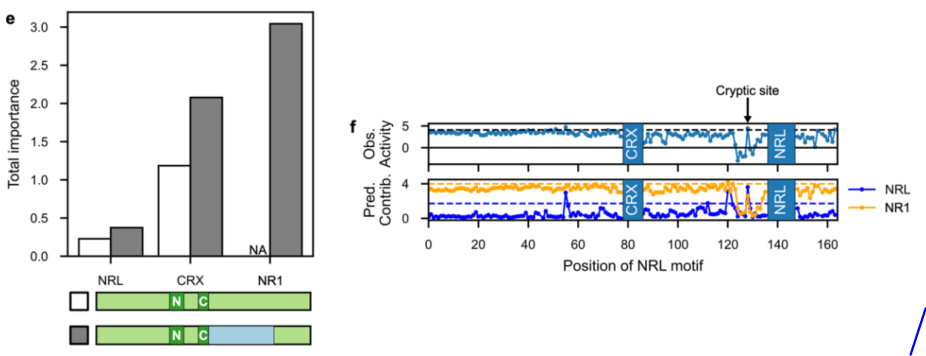 e
Total importance
3.0
2.5
2.0
1.5
1.0
0.5
0.0
NA
NRL CRX NR1
N C
N C
f
Cryptic site
Obs. Activity
5
0
CRX
NRL
Pred. Contrib.
4
0
CRX
NRL
0 20 40 60 80 100 120 140 160
Position of NRL motif
NRL
NR1